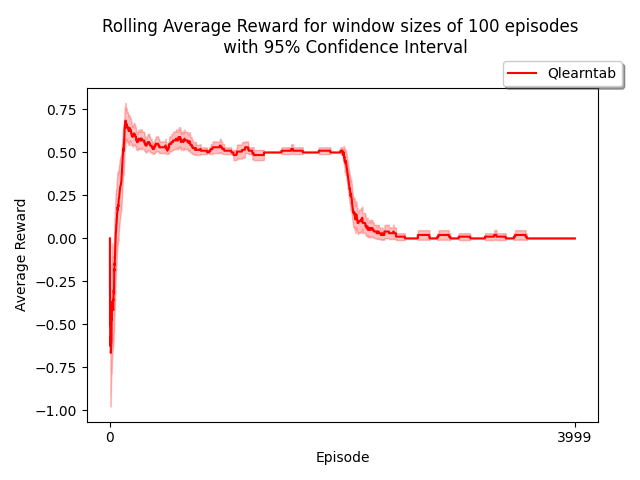 Rolling Average Reward for window sizes of 100 episodes
with 95% Confidence Interval
Qlearntab
0.75
0.50
0.25
0.00
−0.25
−0.50
−0.75
−1.00
Average Reward
0
3999
Episode